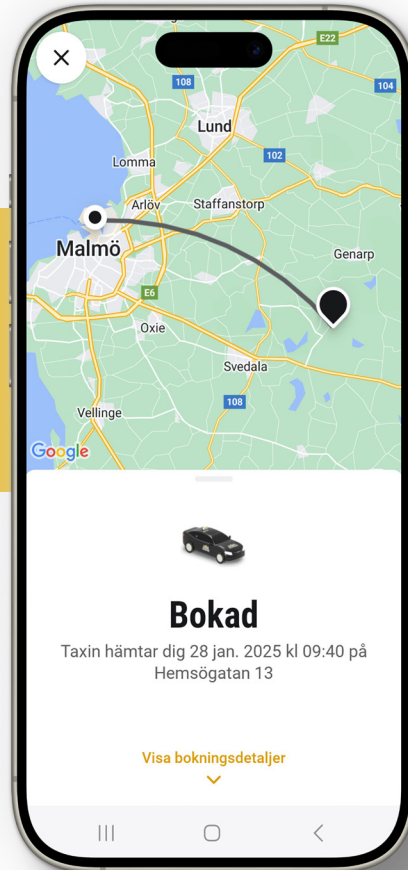 E22
108
104
Lund
102
Lomma
Arlöv
Staffanstorp
Malmö
Genarp
E6
Oxie
Svedala
108
Vellinge
Google
Bokad
Taxin hämtar dig 28 jan. 2025 kl 09:40 på
Hemsögatan 13
Visa bokningsdetaljer